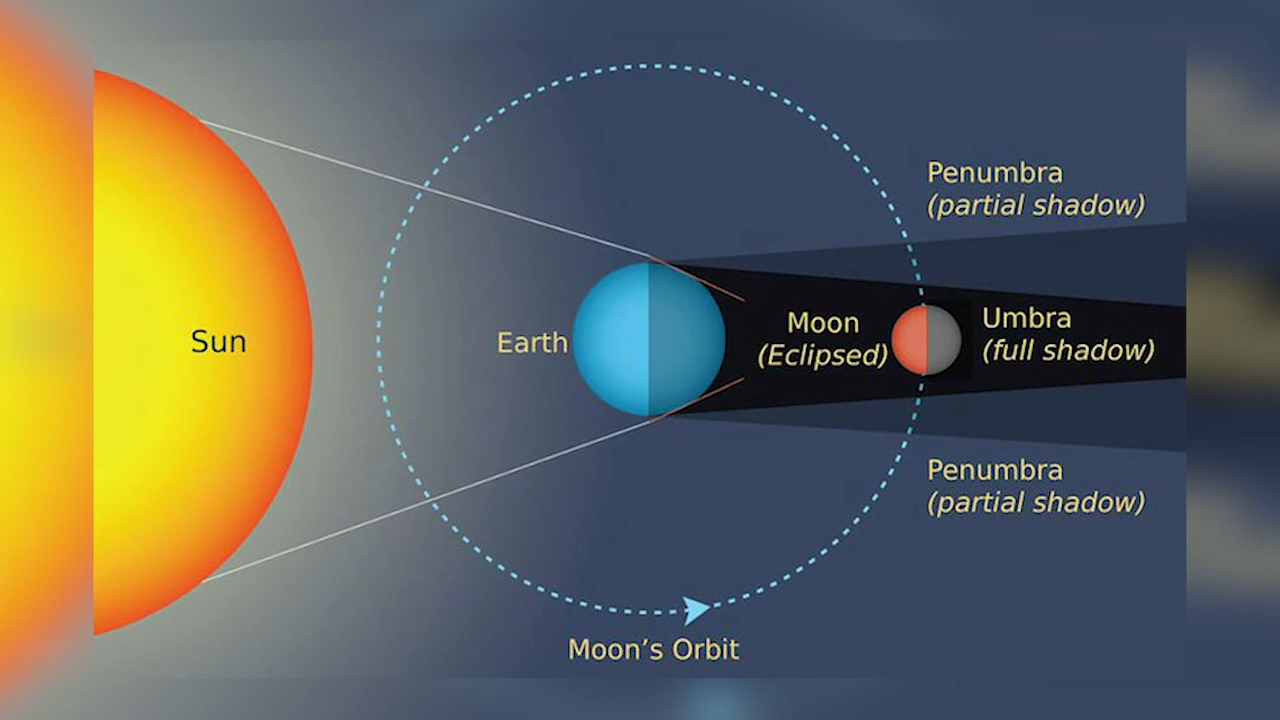 Penumbra
(partial shadow)
Sun
Earth
Moon
(Eclipsed)
Umbra
(full shadow)
Penumbra
(partial shadow)
Moon’s Orbit